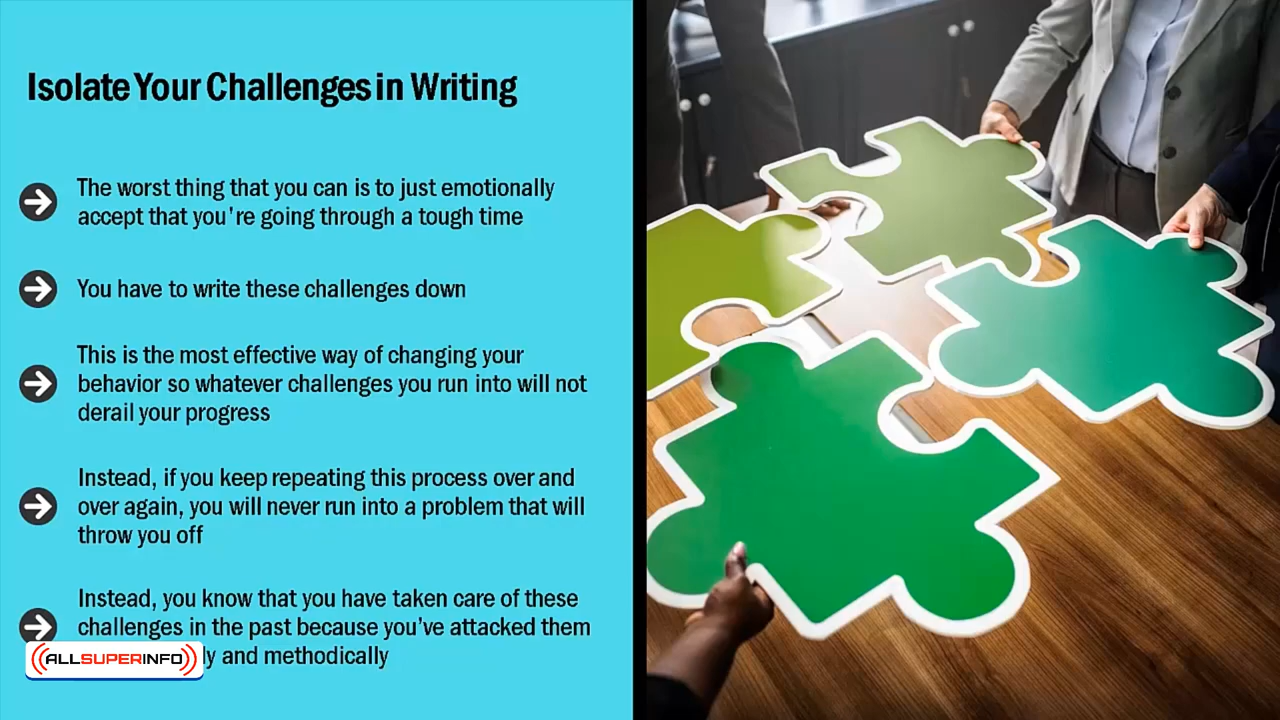 Isolate Your Challenges in Writing
The worst thing that you can is to just emotionally
accept that you're going through a tough time
You have to write these challenges down
This is the most effective way of changing your
behavior so whatever challenges you run into will not
derail your progress
Instead, if you keep repeating this process over and
over again, you will never run into a problem that will
throw you off
Instead, you know that you have taken care of these
challenges in the past because you've attacked them
and methodically
ALLSUPERINFO